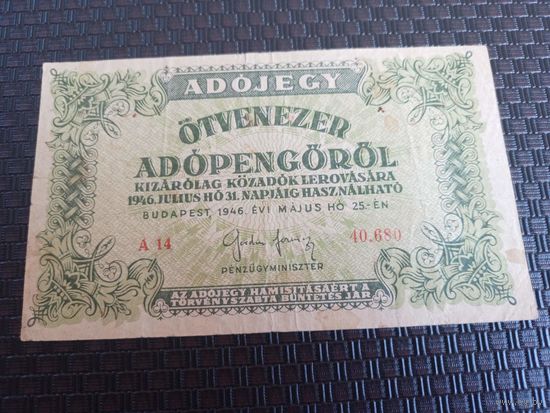 ADÓJEGY
ÖTVENEZER
ADÓPENGŐRŐL
KIZÁRÓLAG KÖZADÓK LEROVÁSÁRA
1946. JULIUS HÓ 31. NAPJÁIG HASZNÁLHATÓ
BUDAPEST, 1946. ÉVI MÁJUS HÓ 25.-ÉN
A 14
40.680
PÉNZÜGYMINISZTER
AZ ADÓJEGY HAMISITÁSÁÉRT A
TÖRVÉNYSZABTA BÜNTETÉS JÁR.